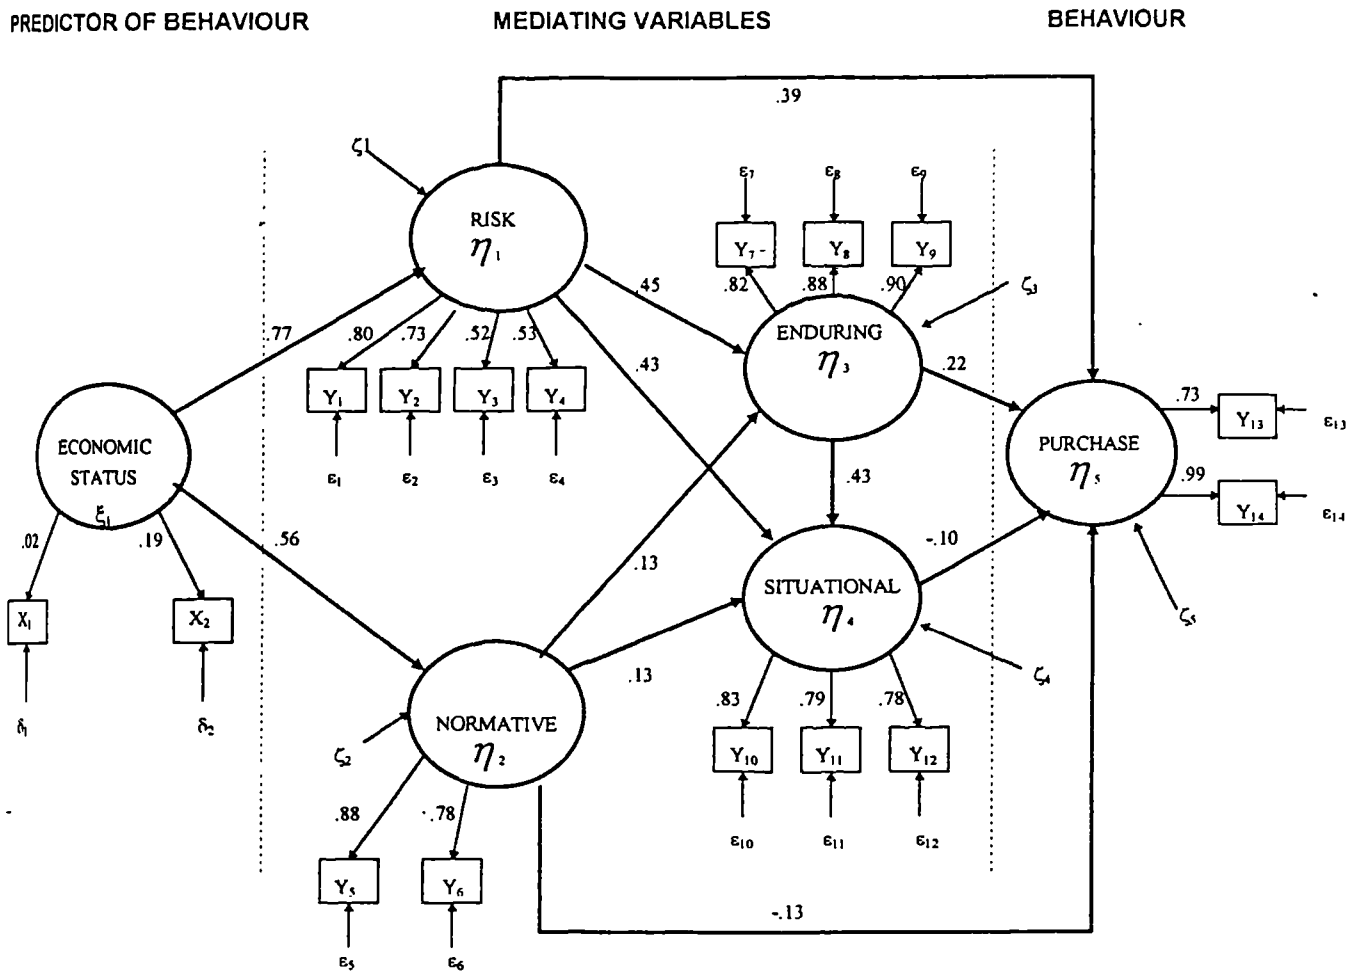 PREDICTOR OF BEHAVIOUR
MEDIATING VARIABLES
BEHAVIOUR
.39
ζ1
RISK
η1
ε7
ε8
ε9
Y7
Y8
Y9
.82
.88
.90
ζ3
.45
ENDURING
η3
.77
.80
.73
.52
.53
.43
.22
Y1
Y2
Y3
Y4
ε1
ε2
ε3
ε4
.73
Y13
ε13
ECONOMIC
STATUS
ξ1
PURCHASE
η5
.43
.99
Y14
ε14
.02
.19
.56
.13
-.10
SITUATIONAL
η4
X1
X2
δ1
δ2
ζ5
.13
ζ4
NORMATIVE
η2
ζ2
.83
.79
.78
Y10
Y11
Y12
ε10
ε11
ε12
.88
.78
Y5
Y6
ε5
ε6
-.13